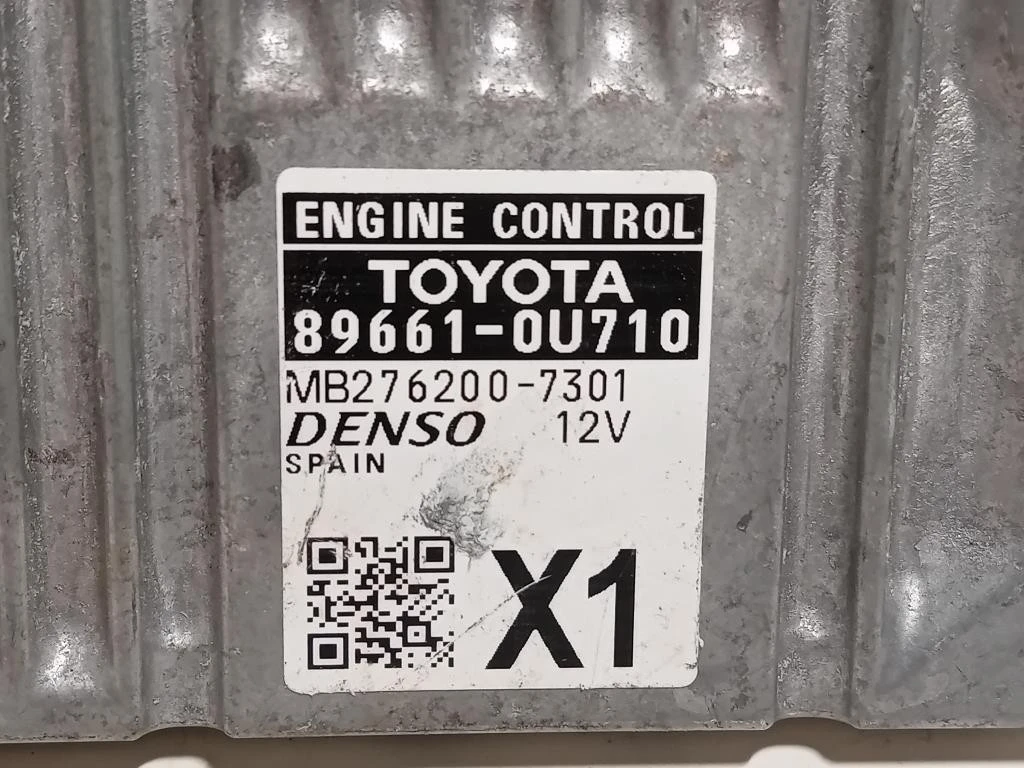 ENGINE CONTROL
TOYOTA
89661-0U710
MB276200-7301
DENSO 12V
SPAIN
X1